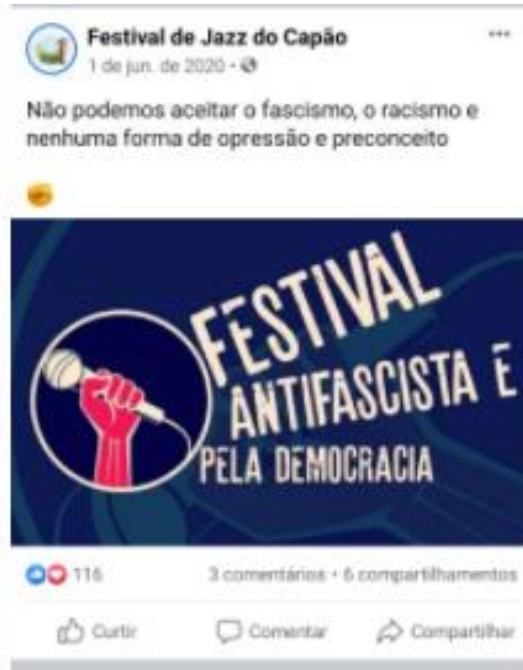 Festival de Jazz do Capão
1 de jun. de 2020 •
Não podemos aceitar o fascismo, o racismo e
nenhuma forma de opressão e preconceito
FESTIVAL
ANTIFASCISTA E
PELA DEMOCRACIA
116 3 comentários • 6 compartilhamentos
Curtir Comentar Compartilhar